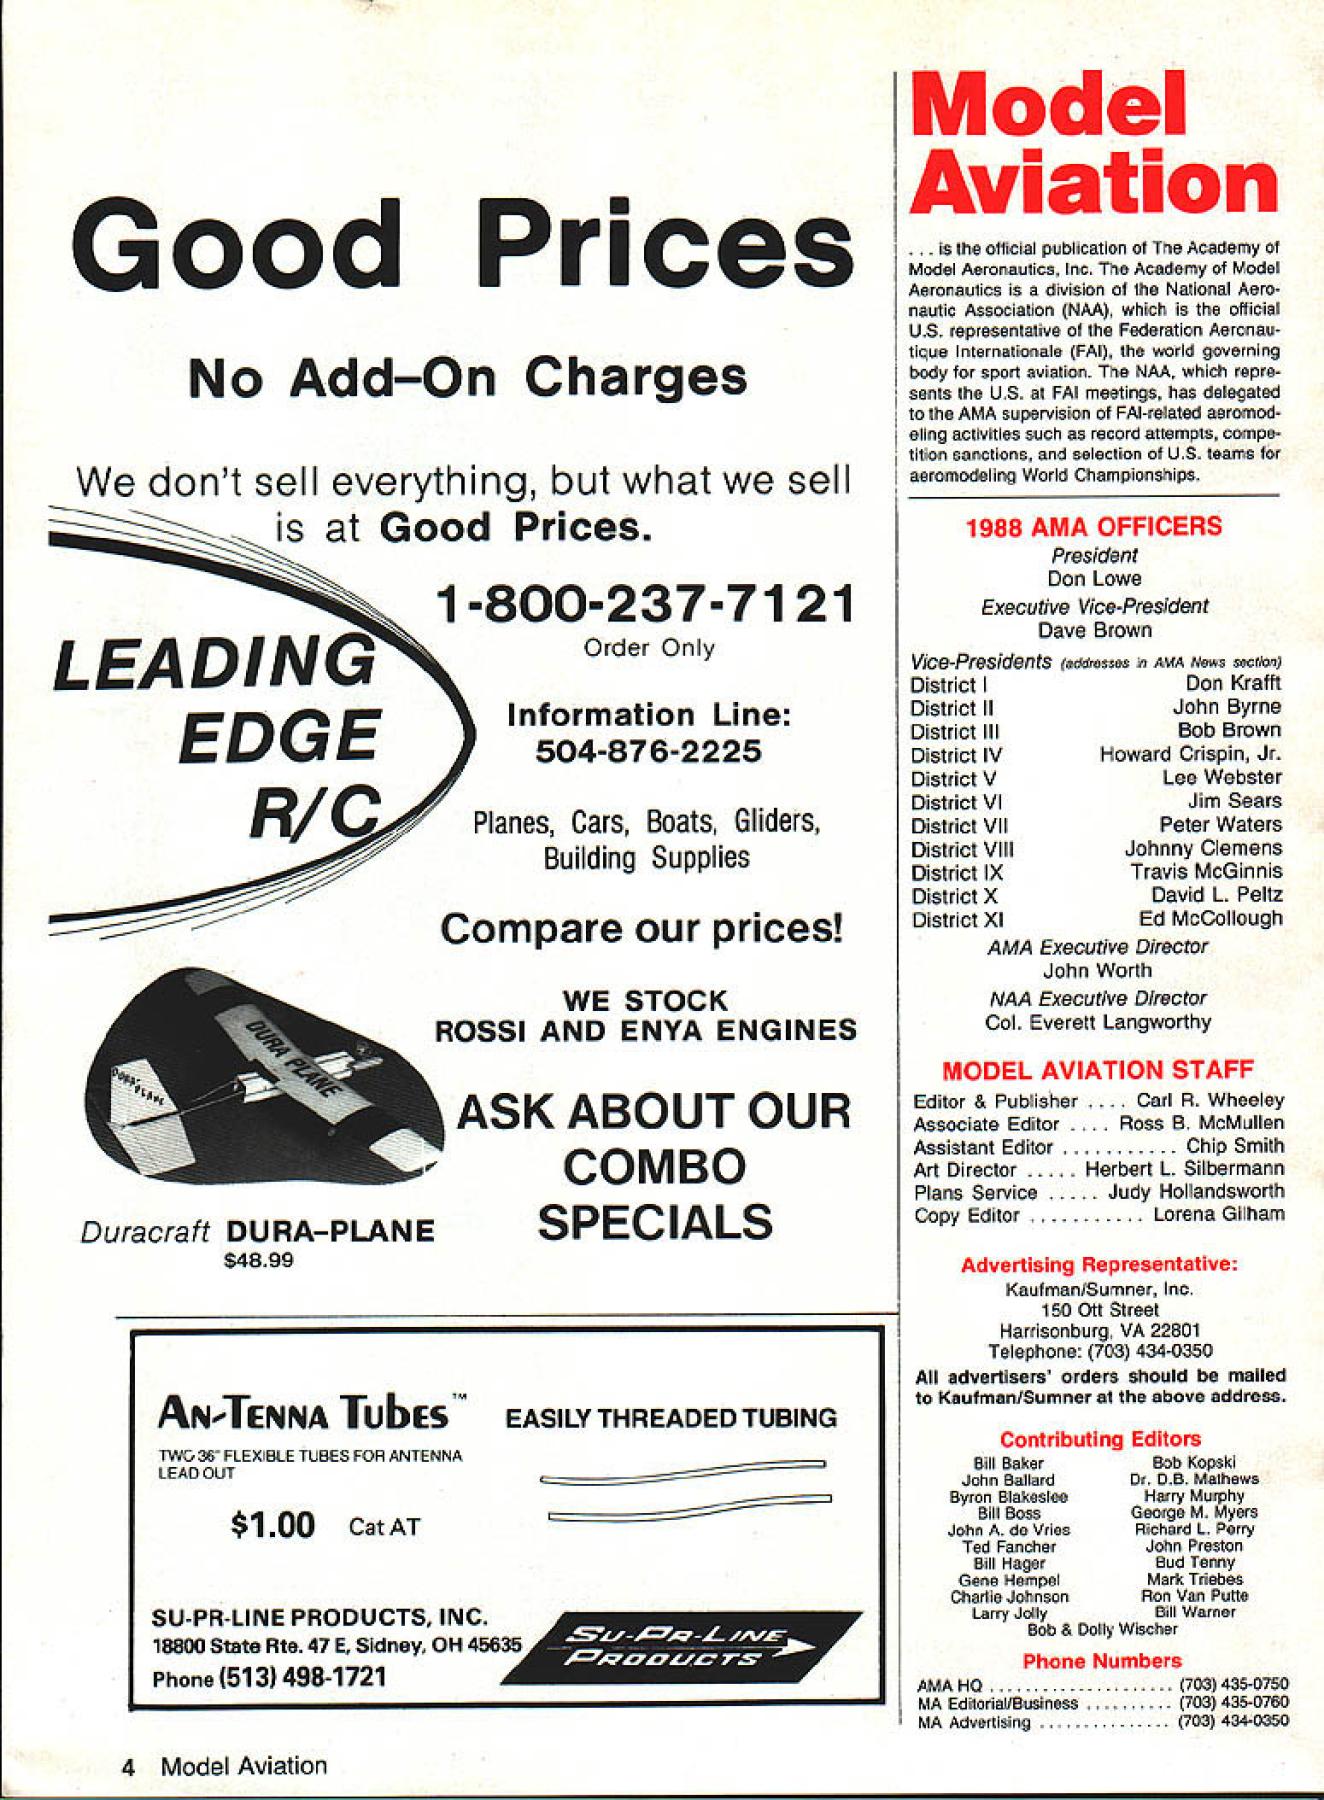 Good Prices
No Add-On Charges
We don't sell everything, but what we sell
is at Good Prices.
LEADING
EDGE
R/C
1-800-237-7121
Order Only
Information Line:
504-876-2225
Planes, Cars, Boats, Gliders,
Building Supplies
Compare our prices!
WE STOCK
ROSSI AND ENYA ENGINES
ASK ABOUT OUR
COMBO
SPECIALS
DURA PLANE
DURA-PLANE
Duracraft DURA-PLANE
$48.99
AN-TENNA TUBES™
TWO 36" FLEXIBLE TUBES FOR ANTENNA
LEAD OUT
$1.00 Cat AT
EASILY THREADED TUBING
SU-PR-LINE PRODUCTS, INC.
18800 State Rte. 47 E, Sidney, OH 45635
Phone (513) 498-1721
SU-PR-LINE
PRODUCTS
Model
Aviation
. . . is the official publication of The Academy of
Model Aeronautics, Inc. The Academy of Model
Aeronautics is a division of the National Aero-
nautic Association (NAA), which is the official
U.S. representative of the Federation Aeronau-
tique Internationale (FAI), the world governing
body for sport aviation. The NAA, which repre-
sents the U.S. at FAI meetings, has delegated
to the AMA supervision of FAI-related aeromod-
eling activities such as record attempts, compe-
tition sanctions, and selection of U.S. teams for
aeromodeling World Championships.
1988 AMA OFFICERS
President
Don Lowe
Executive Vice-President
Dave Brown
Vice-Presidents (addresses in AMA News section)
District I Don Krafft
District II John Byrne
District III Bob Brown
District IV Howard Crispin, Jr.
District V Lee Webster
District VI Jim Sears
District VII Peter Waters
District VIII Johnny Clemens
District IX Travis McGinnis
District X David L. Peltz
District XI Ed McCollough
AMA Executive Director
John Worth
NAA Executive Director
Col. Everett Langworthy
MODEL AVIATION STAFF
Editor & Publisher .... Carl R. Wheeley
Associate Editor .... Ross B. McMullen
Assistant Editor ........... Chip Smith
Art Director ..... Herbert L. Silbermann
Plans Service ..... Judy Hollandsworth
Copy Editor ........... Lorena Gilham
Advertising Representative:
Kaufman/Sumner, Inc.
150 Ott Street
Harrisonburg, VA 22801
Telephone: (703) 434-0350
All advertisers' orders should be mailed
to Kaufman/Sumner at the above address.
Contributing Editors
Bill Baker Bob Kopski
John Ballard Dr. D.B. Mathews
Byron Blakeslee Harry Murphy
Bill Boss George M. Myers
John A. de Vries Richard L. Perry
Ted Fancher John Preston
Bill Hager Bud Tenny
Gene Hempel Mark Triebes
Charlie Johnson Ron Van Putte
Larry Jolly Bill Warner
Bob & Dolly Wischer
Phone Numbers
AMA HQ ...................... (703) 435-0750
MA Editorial/Business .......... (703) 435-0760
MA Advertising ................ (703) 434-0350
4 Model Aviation